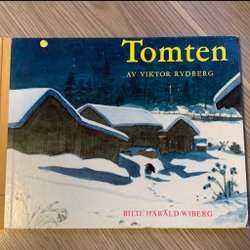 Tomten
AV VIKTOR RYDBERG
BILD: HARALD WIBERG